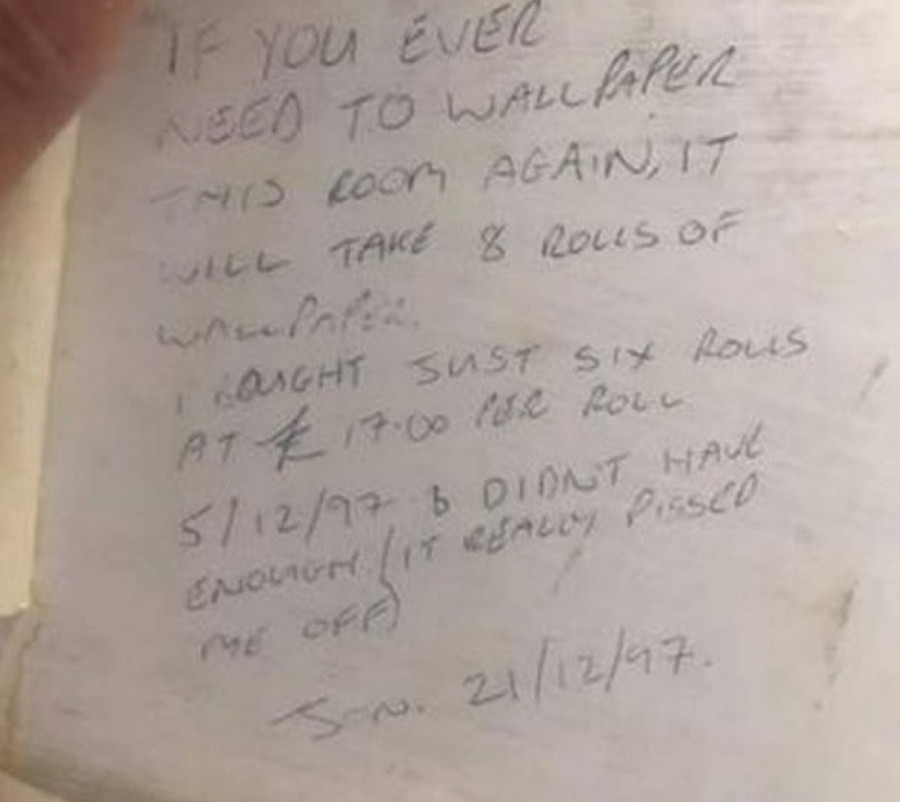 IF YOU EVER
NEED TO WALLPAPER
THIS ROOM AGAIN, IT
WILL TAKE 8 ROLLS OF
WALLPAPER.
I BOUGHT JUST SIX ROLLS
AT £17.00 PER ROLL
5/12/97 & DIDN'T HAVE
ENOUGH (IT REALLY PISSED
ME OFF)
J-N. 21/12/97.